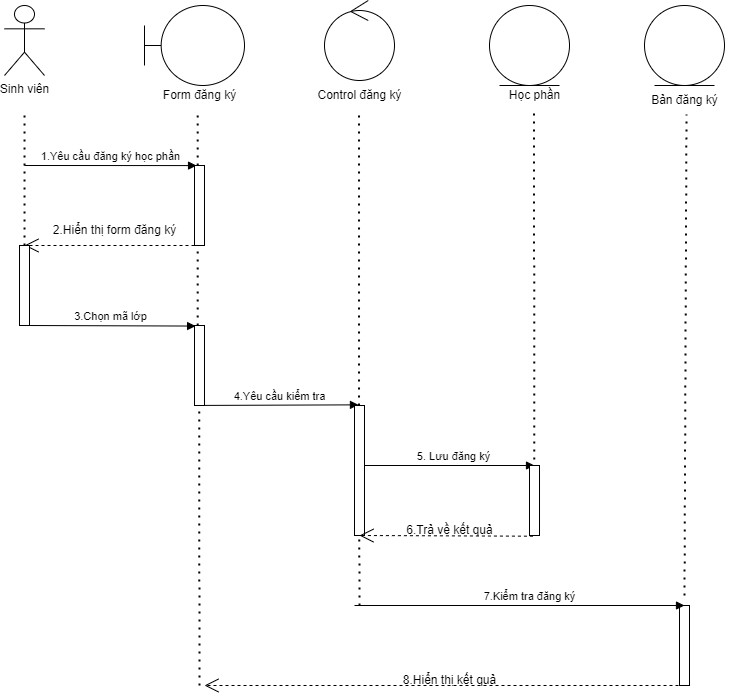 Sinh viên
Form đăng ký
Control đăng ký
Học phần
Bản đăng ký
1.Yêu cầu đăng ký học phần
2.Hiển thị form đăng ký
3.Chọn mã lớp
4.Yêu cầu kiểm tra
5. Lưu đăng ký
6.Trả về kết quả
7.Kiểm tra đăng ký
8.Hiển thị kết quả